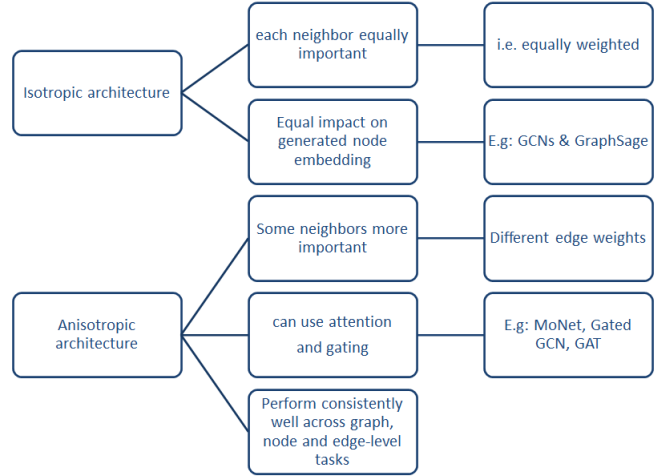 Isotropic architecture
each neighbor equally
important
i.e. equally weighted
Equal impact on
generated node
embedding
E.g: GCNs & GraphSage
Anisotropic
architecture
Some neighbors more
important
Different edge weights
can use attention
and gating
E.g: MoNet, Gated
GCN, GAT
Perform consistently
well across graph,
node and edge-level
tasks